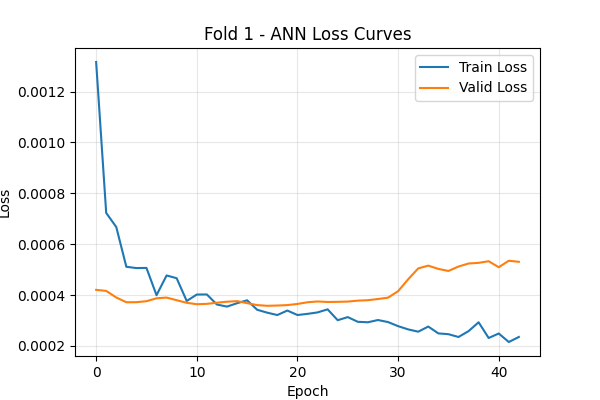 Fold 1 - ANN Loss Curves
Train Loss
Valid Loss
0.0012
0.0010
0.0008
0.0006
0.0004
0.0002
Loss
0
10
20
30
40
Epoch